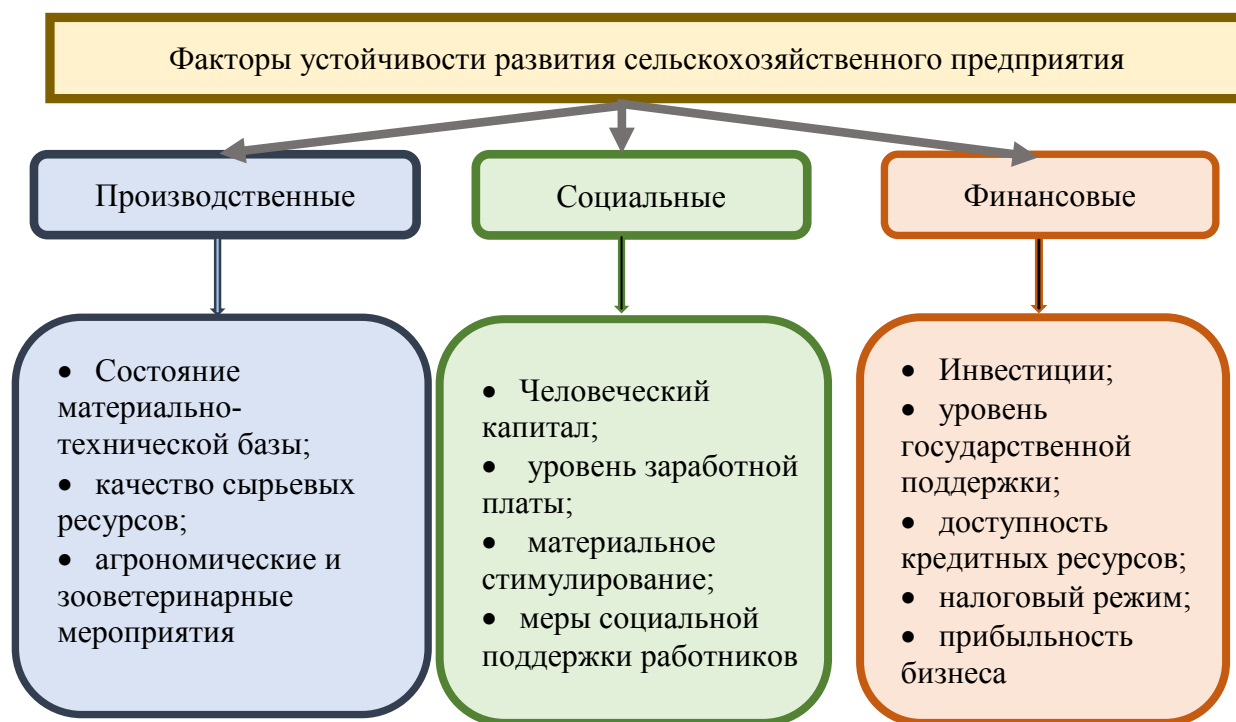 Факторы устойчивости развития сельскохозяйственного предприятия
Производственные
Социальные
Финансовые
• Состояние
материально-
технической базы;
• качество сырьевых
ресурсов;
• агрономические и
зооветеринарные
мероприятия
• Человеческий
капитал;
• уровень заработной
платы;
• материальное
стимулирование;
• меры социальной
поддержки работников
• Инвестиции;
• уровень
государственной
поддержки;
• доступность
кредитных ресурсов;
• налоговый режим;
• прибыльность
бизнеса